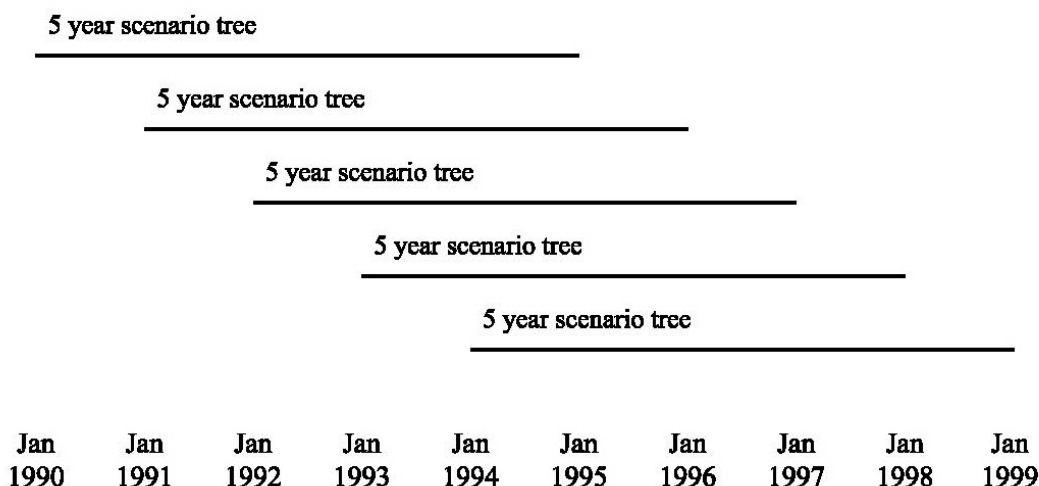 5 year scenario tree
5 year scenario tree
5 year scenario tree
5 year scenario tree
5 year scenario tree
Jan Jan Jan Jan Jan Jan Jan Jan Jan Jan
1990 1991 1992 1993 1994 1995 1996 1997 1998 1999